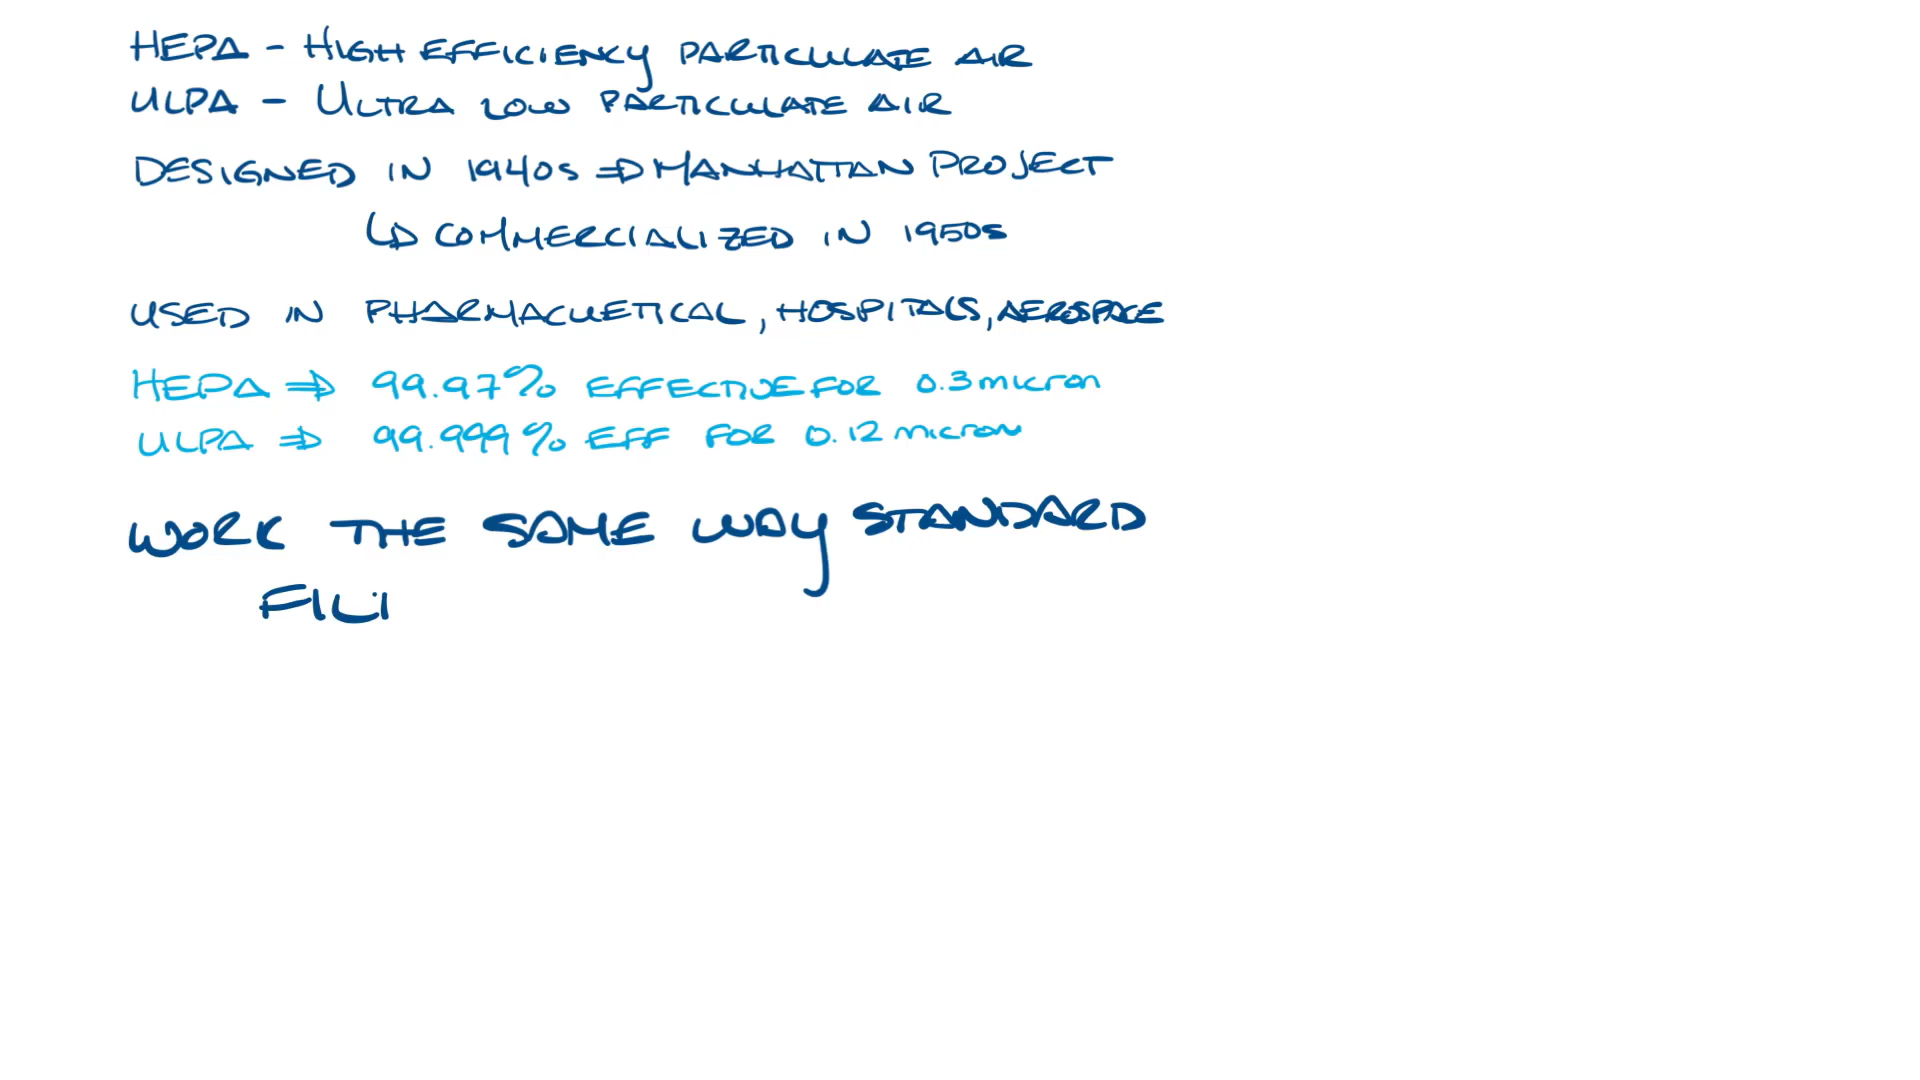 HEPA - HIGH EFFICIENCY PARTICULATE AIR
ULPA - ULTRA LOW PARTICULATE AIR
DESIGNED IN 1940s ⇒ MANHATTAN PROJECT
↳ COMMERCIALIZED IN 1950s
USED IN PHARMACUETICAL, HOSPITALS, AEROSPACE
HEPA ⇒ 99.97% EFFECTIVE FOR 0.3 micron
ULPA ⇒ 99.999% EFF FOR 0.12 micron
WORK THE SAME WAY STANDARD